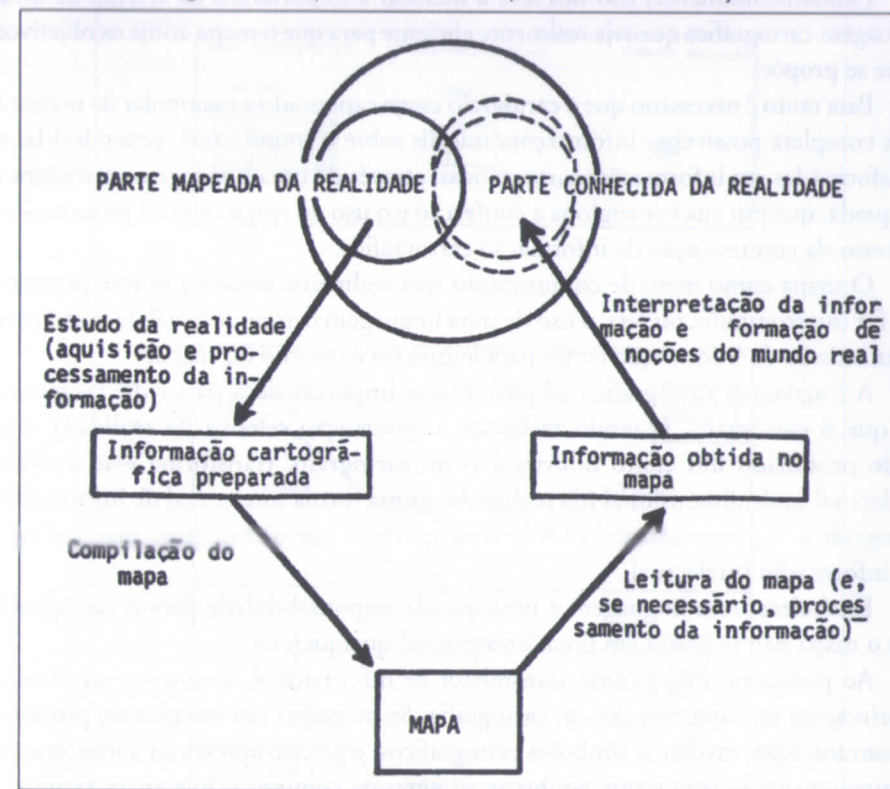 PARTE MAPEADA DA REALIDADE
PARTE CONHECIDA DA REALIDADE
Estudo da realidade
(aquisição e pro
cessamento da in-
formação)
Interpretação da infor
mação e formação de
noções do mundo real
Informação cartogrã-
fica preparada
Informação obtida no
mapa
Compilação do
mapa
Leitura do mapa (e.
se necessário, proces
samento da informação)
MAPA